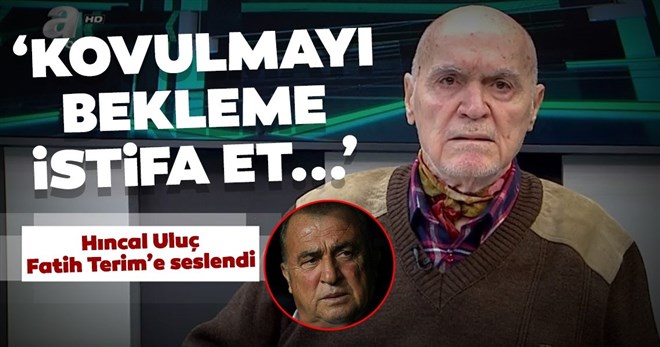 a HD
‘KOVULMAYI
BEKLEME
İSTİFA ET...’
Hıncal Uluç
Fatih Terim’e seslendi